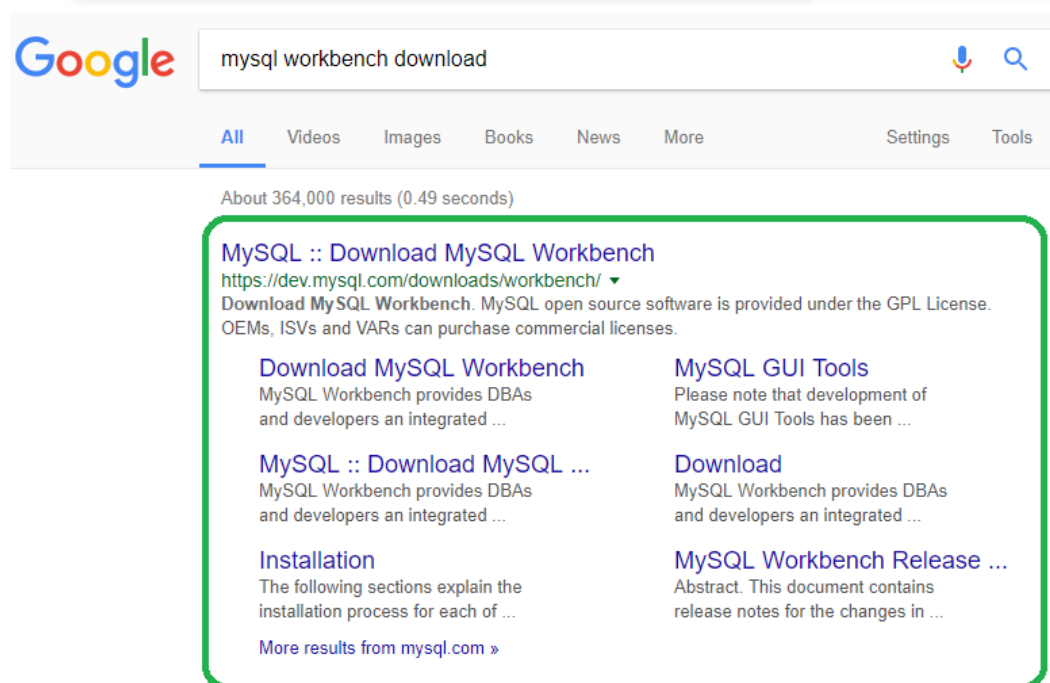 Google
mysql workbench download
All Videos Images Books News More Settings Tools
About 364,000 results (0.49 seconds)
MySQL :: Download MySQL Workbench
https://dev.mysql.com/downloads/workbench/
Download MySQL Workbench. MySQL open source software is provided under the GPL License.
OEMs, ISVs and VARs can purchase commercial licenses.
Download MySQL Workbench
MySQL Workbench provides DBAs
and developers an integrated ...
MySQL GUI Tools
Please note that development of
MySQL GUI Tools has been ...
MySQL :: Download MySQL ...
MySQL Workbench provides DBAs
and developers an integrated ...
Download
MySQL Workbench provides DBAs
and developers an integrated ...
Installation
The following sections explain the
installation process for each of ...
MySQL Workbench Release ...
Abstract. This document contains
release notes for the changes in ...
More results from mysql.com »